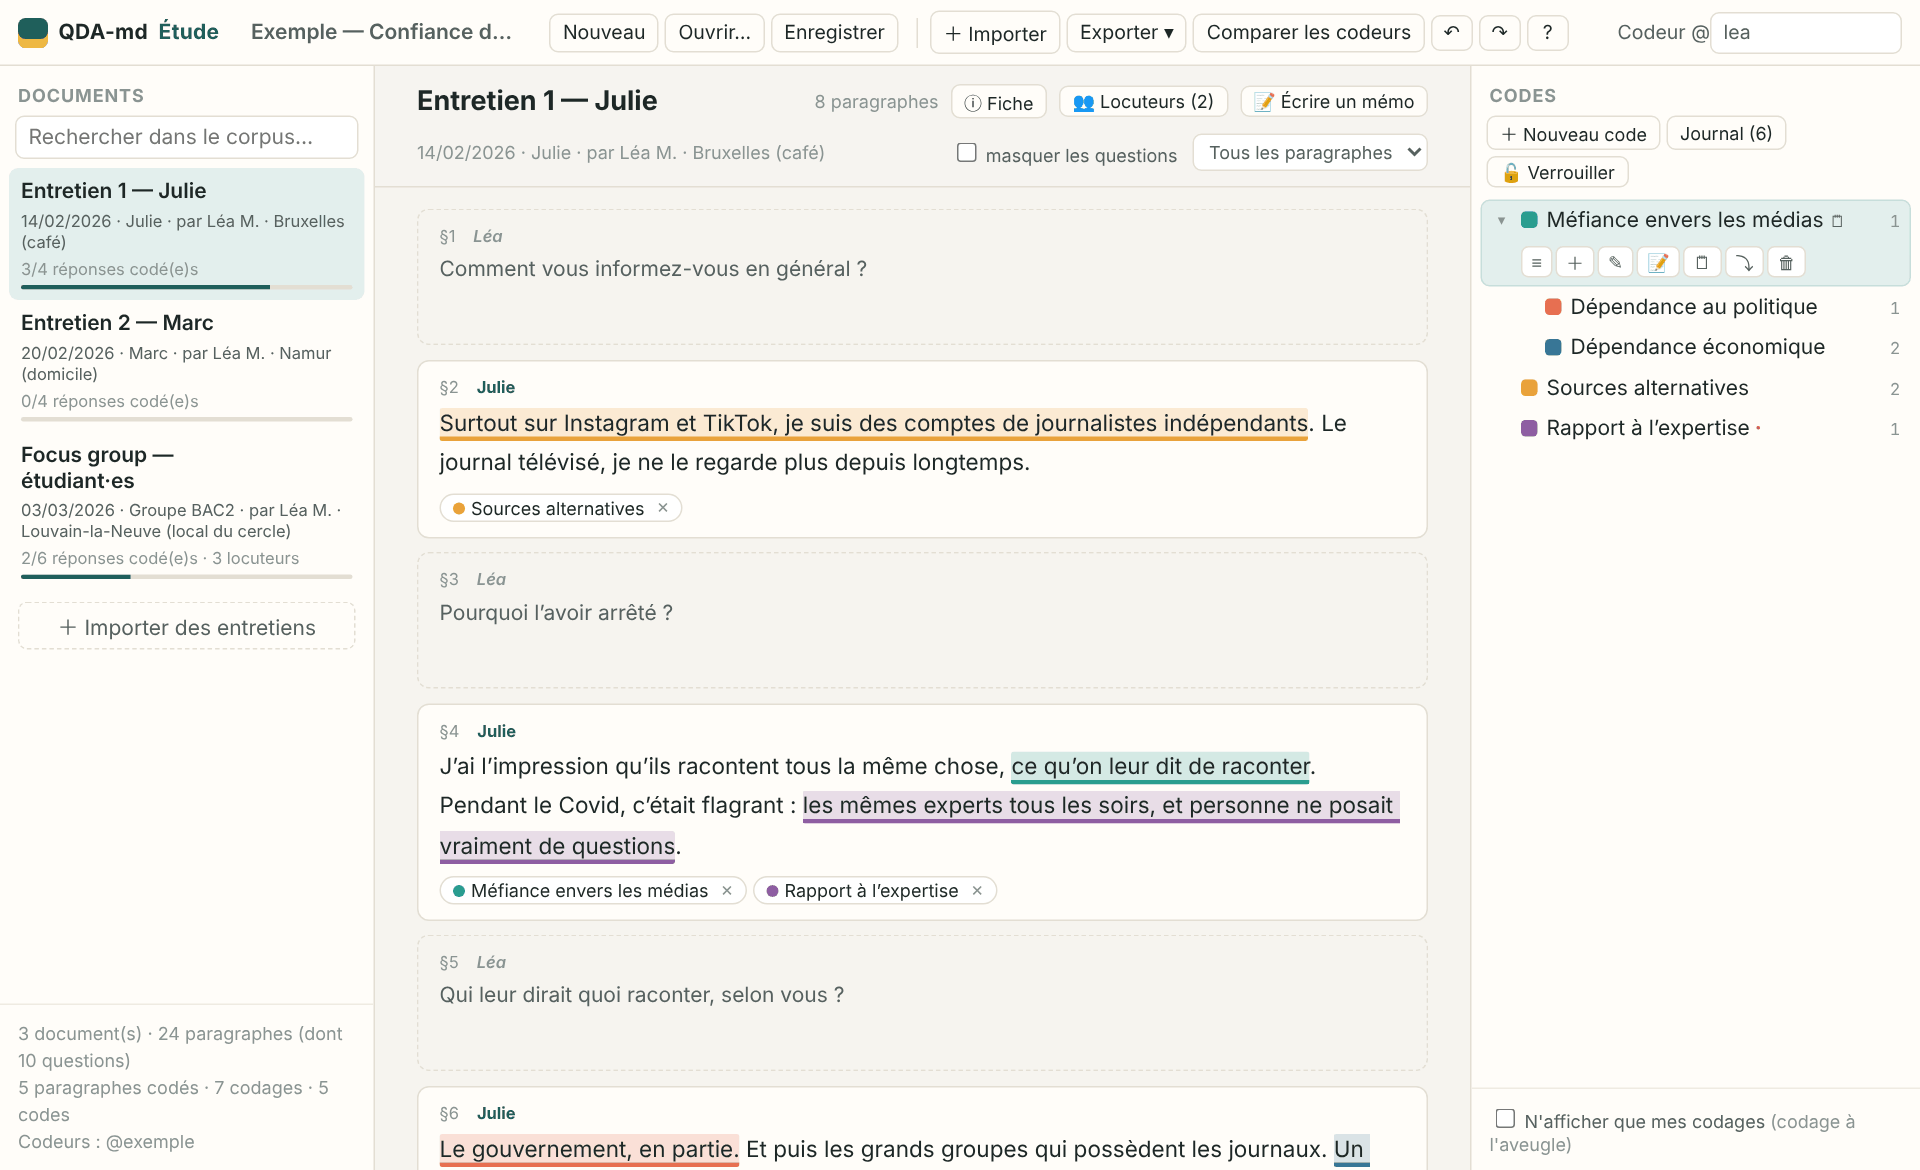 QDA-md Étude
Exemple — Confiance d...
Nouveau
Ouvrir...
Enregistrer
+ Importer
Exporter ▾
Comparer les codeurs
↶
↷
?
Codeur @ lea
DOCUMENTS
Rechercher dans le corpus...
Entretien 1 — Julie
14/02/2026 · Julie · par Léa M. · Bruxelles
(café)
3/4 réponses codé(e)s
Entretien 2 — Marc
20/02/2026 · Marc · par Léa M. · Namur
(domicile)
0/4 réponses codé(e)s
Focus group —
étudiant·es
03/03/2026 · Groupe BAC2 · par Léa M. ·
Louvain-la-Neuve (local du cercle)
2/6 réponses codé(e)s · 3 locuteurs
+ Importer des entretiens
3 document(s) · 24 paragraphes (dont
10 questions)
5 paragraphes codés · 7 codages · 5
codes
Codeurs : @exemple
Entretien 1 — Julie
8 paragraphes
ⓘ Fiche
👥 Locuteurs (2)
📝 Écrire un mémo
14/02/2026 · Julie · par Léa M. · Bruxelles (café)
masquer les questions
Tous les paragraphes
§1 Léa
Comment vous informez-vous en général ?
§2 Julie
Surtout sur Instagram et TikTok, je suis des comptes de journalistes indépendants. Le
journal télévisé, je ne le regarde plus depuis longtemps.
Sources alternatives ×
§3 Léa
Pourquoi l’avoir arrêté ?
§4 Julie
J’ai l’impression qu’ils racontent tous la même chose, ce qu’on leur dit de raconter.
Pendant le Covid, c’était flagrant : les mêmes experts tous les soirs, et personne ne posait
vraiment de questions.
Méfiance envers les médias ×
Rapport à l’expertise ×
§5 Léa
Qui leur dirait quoi raconter, selon vous ?
§6 Julie
Le gouvernement, en partie. Et puis les grands groupes qui possèdent les journaux. Un
CODES
+ Nouveau code
Journal (6)
🔓 Verrouiller
▾ Méfiance envers les médias 🗒 1
≡ + ✎ 📝 🗒 ⤵ 🗑
Dépendance au politique 1
Dépendance économique 2
Sources alternatives 2
Rapport à l’expertise · 1
N'afficher que mes codages (codage à
l'aveugle)